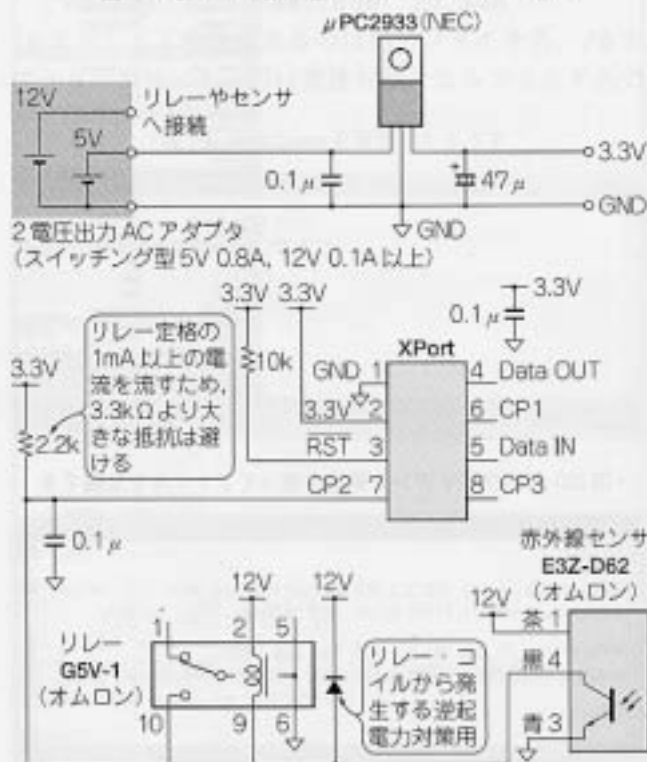 μPC2933(NEC)
12V
リレーやセンサ
へ接続
5V
0.1μ
47μ
3.3V
GND
GND
2電圧出力ACアダプタ
(スイッチング型5V 0.8A, 12V 0.1A以上)
3.3V
3.3V
3.3V
0.1μ
リレー定格の
1mA以上の電
流を流すため,
3.3kΩより大
きな抵抗は避
ける
10k
3.3V
2.2k
0.1μ
XPort
GND 1
3.3V 2
RST 3
CP2 7
4 Data OUT
6 CP1
5 Data IN
8 CP3
赤外線センサ
E3Z-D62
(オムロン)
12V
茶1
黒4
青3
12V
12V
1
2
5
リレー
G5V-1
(オムロン)
10
9
6
リレー・コ
イルから発
生する逆起
電力対策用